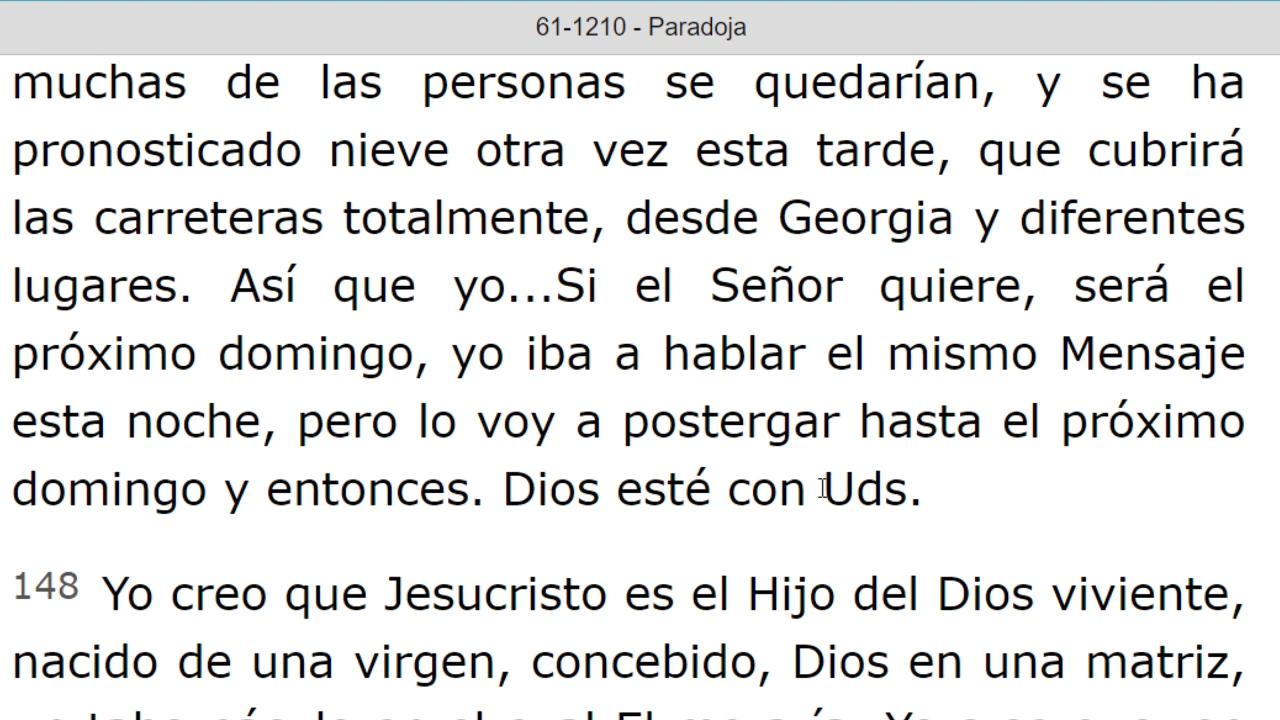 61-1210 - Paradoja
muchas de las personas se quedarían, y se ha
pronosticado nieve otra vez esta tarde, que cubrirá
las carreteras totalmente, desde Georgia y diferentes
lugares. Así que yo...Si el Señor quiere, será el
próximo domingo, yo iba a hablar el mismo Mensaje
esta noche, pero lo voy a postergar hasta el próximo
domingo y entonces. Dios esté con Uds.
148 Yo creo que Jesucristo es el Hijo del Dios viviente,
nacido de una virgen, concebido, Dios en una matriz,